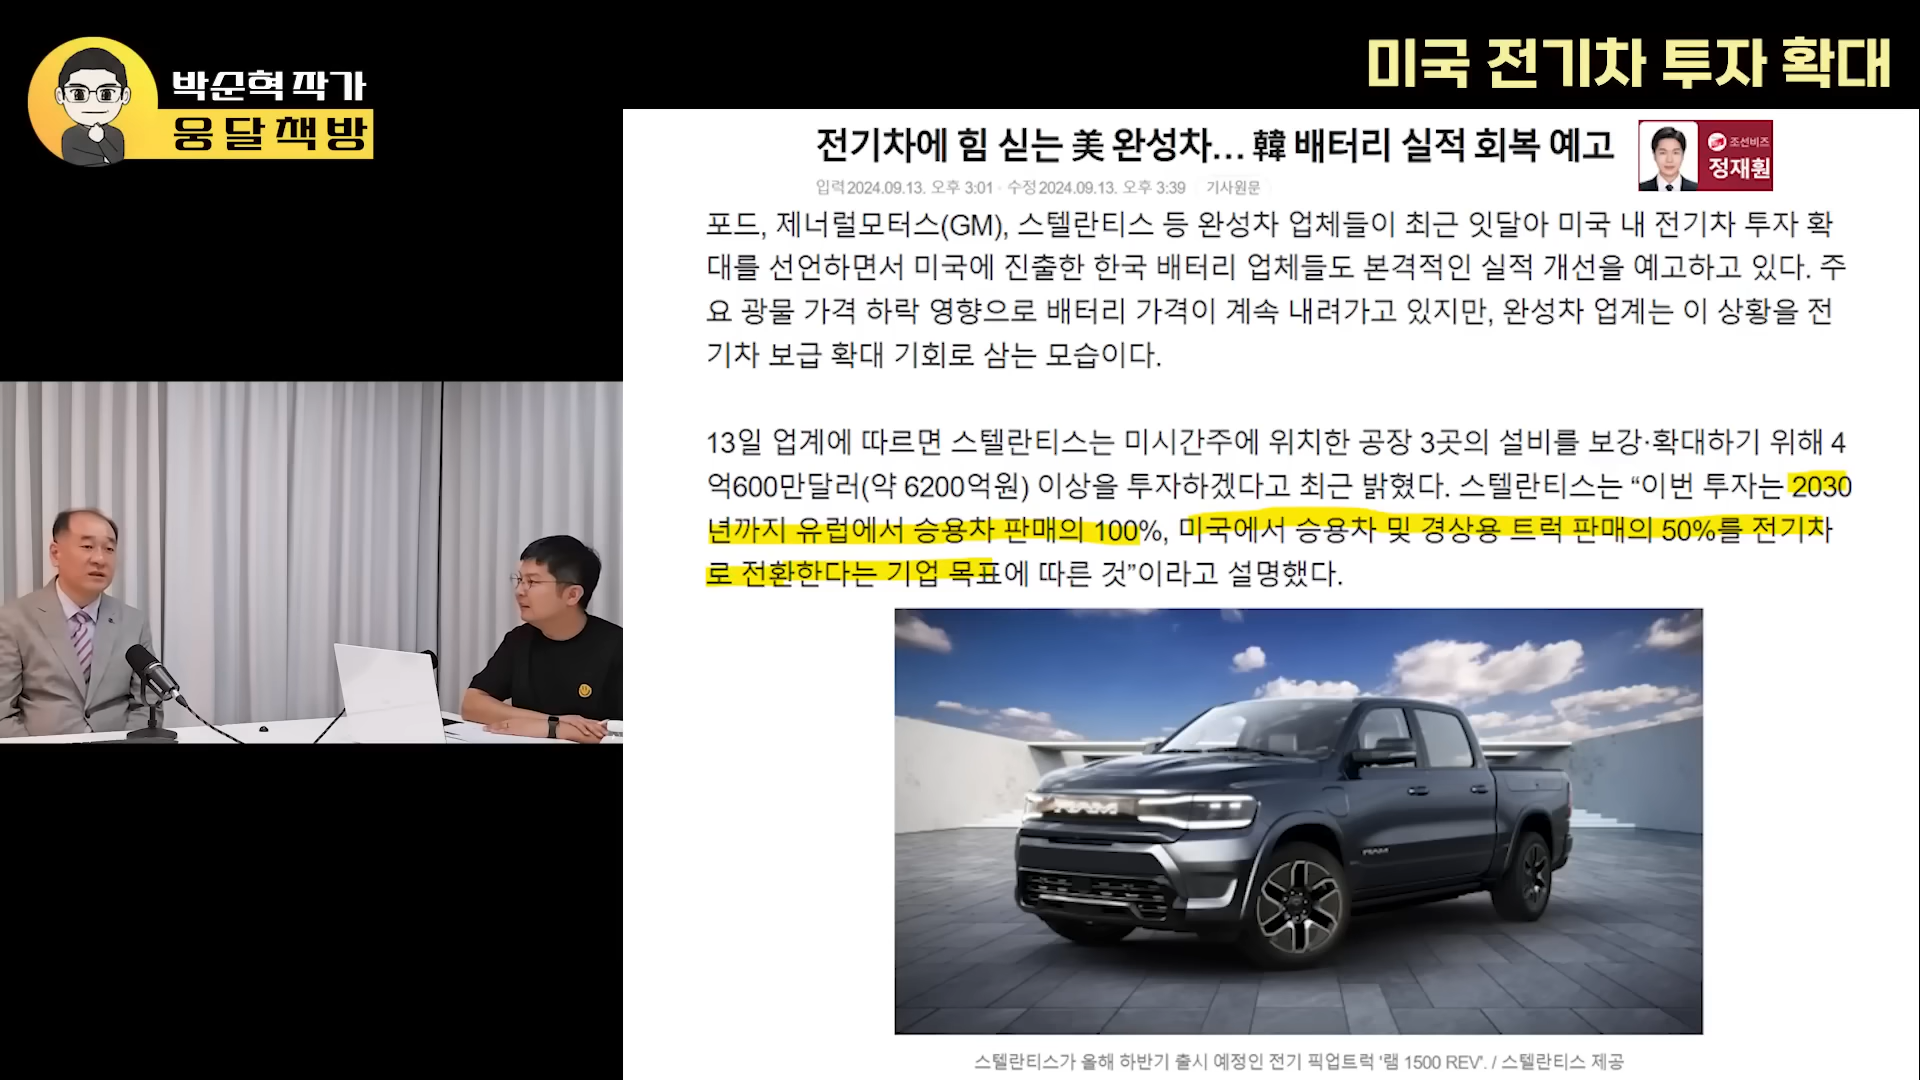 박순혁 작가
웅달책방
미국 전기차 투자 확대
전기차에 힘 싣는 美 완성차… 韓 배터리 실적 회복 예고
조선비즈
정재훤
입력 2024.09.13. 오후 3:01 · 수정 2024.09.13. 오후 3:39 기사원문
포드, 제너럴모터스(GM), 스텔란티스 등 완성차 업체들이 최근 잇달아 미국 내 전기차 투자 확
대를 선언하면서 미국에 진출한 한국 배터리 업체들도 본격적인 실적 개선을 예고하고 있다. 주
요 광물 가격 하락 영향으로 배터리 가격이 계속 내려가고 있지만, 완성차 업계는 이 상황을 전
기차 보급 확대 기회로 삼는 모습이다.
13일 업계에 따르면 스텔란티스는 미시간주에 위치한 공장 3곳의 설비를 보강·확대하기 위해 4
억600만달러(약 6200억원) 이상을 투자하겠다고 최근 밝혔다. 스텔란티스는 “이번 투자는 2030
년까지 유럽에서 승용차 판매의 100%, 미국에서 승용차 및 경상용 트럭 판매의 50%를 전기차
로 전환한다는 기업 목표에 따른 것”이라고 설명했다.
RAM
RAM
스텔란티스가 올해 하반기 출시 예정인 전기 픽업트럭 '램 1500 REV'. / 스텔란티스 제공